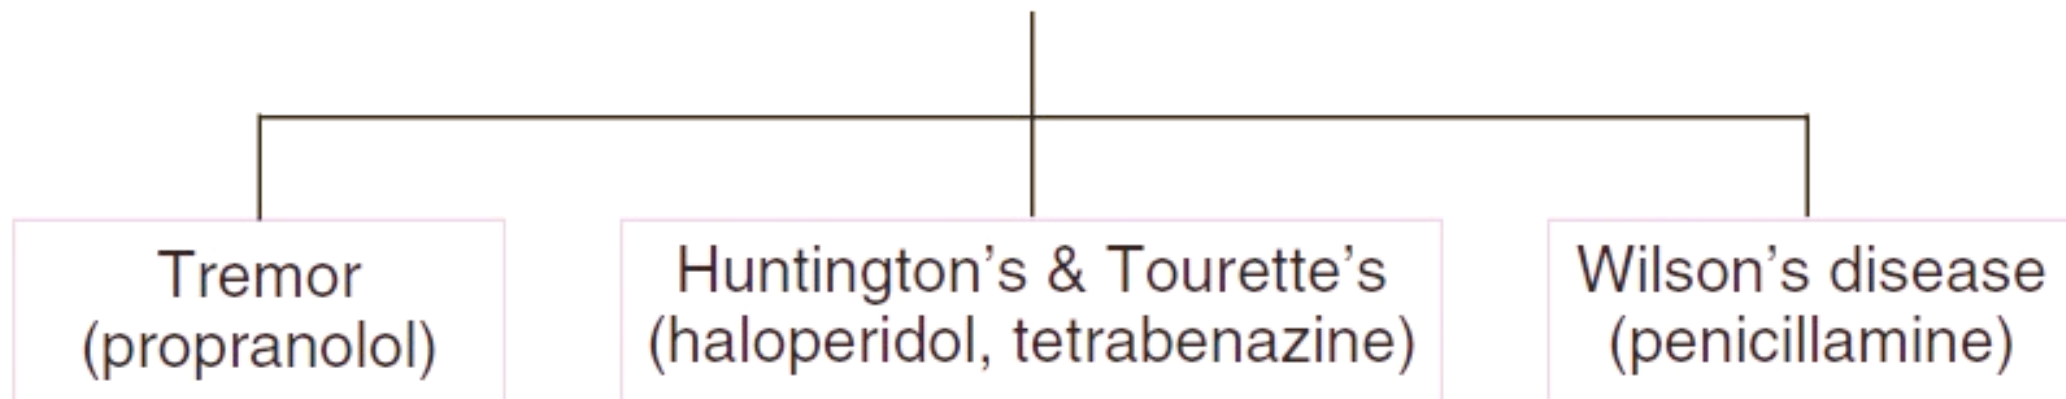 Tremor
(propranolol)
Huntington’s & Tourette’s
(haloperidol, tetrabenazine)
Wilson’s disease
(penicillamine)